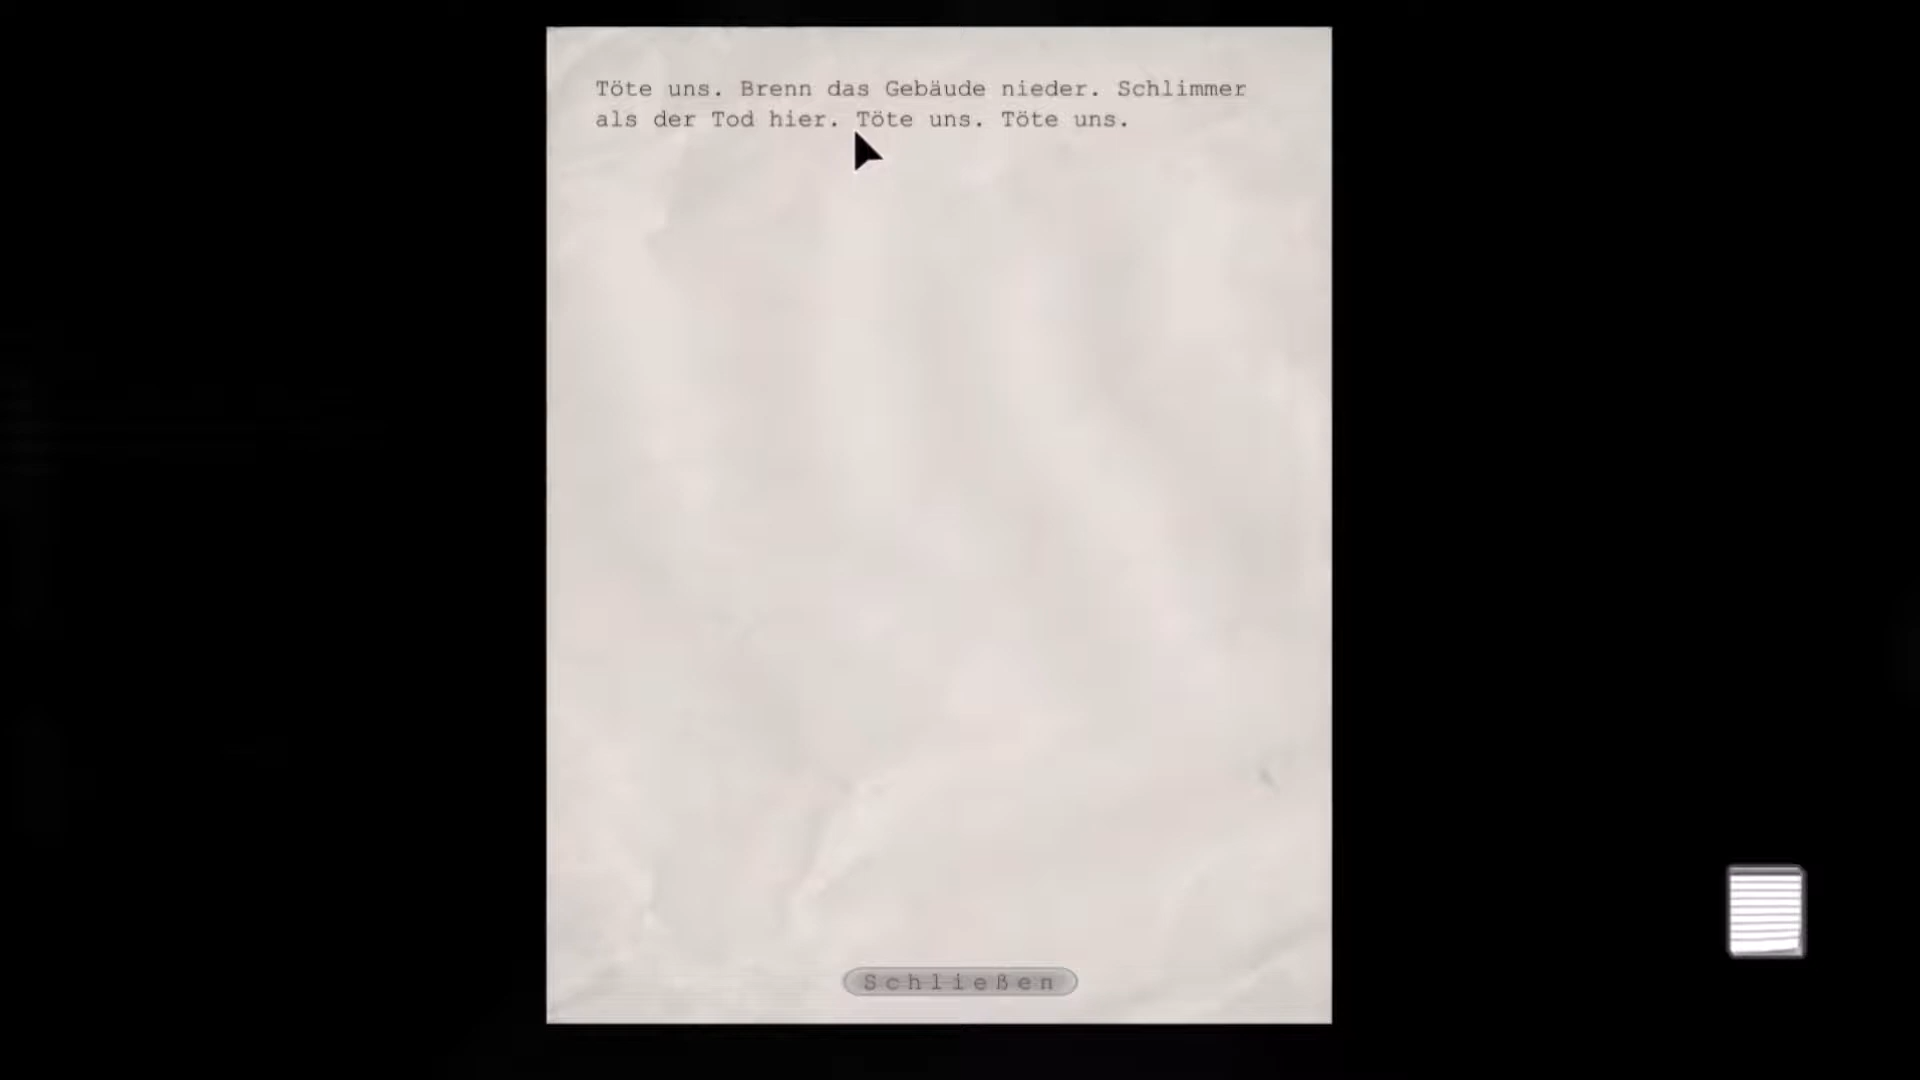 Töte uns. Brenn das Gebäude nieder. Schlimmer
als der Tod hier. Töte uns. Töte uns.
Schließen